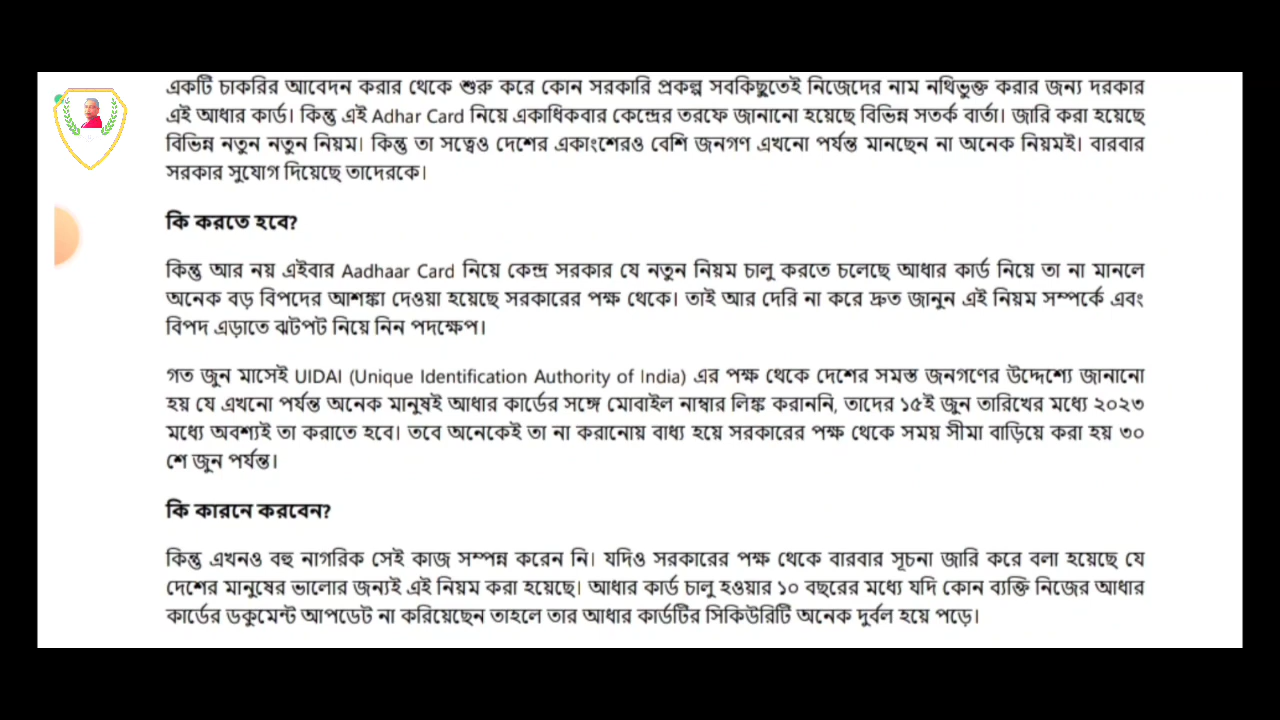 একটি চাকরির আবেদন করার থেকে শুরু করে কোন সরকারি প্রকল্প সবকিছুতেই নিজেদের নাম নথিভুক্ত করার জন্য দরকার
এই আধার কার্ড। কিন্তু এই Adhar Card নিয়ে একাধিকবার কেন্দ্রের তরফে জানানো হয়েছে বিভিন্ন সতর্ক বার্তা। জারি করা হয়েছে
বিভিন্ন নতুন নতুন নিয়ম। কিন্তু তা সত্ত্বেও দেশের একাংশেরও বেশি জনগণ এখনো পর্যন্ত মানছেন না অনেক নিয়মই। বারবার
সরকার সুযোগ দিয়েছে তাদেরকে।
কি করতে হবে?
কিন্তু আর নয় এইবার Aadhaar Card নিয়ে কেন্দ্র সরকার যে নতুন নিয়ম চালু করতে চলেছে আধার কার্ড নিয়ে তা না মানলে
অনেক বড় বিপদের আশঙ্কা দেওয়া হয়েছে সরকারের পক্ষ থেকে। তাই আর দেরি না করে দ্রুত জানুন এই নিয়ম সম্পর্কে এবং
বিপদ এড়াতে ঝটপট নিয়ে নিন পদক্ষেপ।
গত জুন মাসেই UIDAI (Unique Identification Authority of India) এর পক্ষ থেকে দেশের সমস্ত জনগণের উদ্দেশ্যে জানানো
হয় যে এখনো পর্যন্ত অনেক মানুষই আধার কার্ডের সঙ্গে মোবাইল নাম্বার লিঙ্ক করাননি, তাদের ১৫ই জুন তারিখের মধ্যে ২০২৩
মধ্যে অবশ্যই তা করাতে হবে। তবে অনেকেই তা না করানোয় বাধ্য হয়ে সরকারের পক্ষ থেকে সময় সীমা বাড়িয়ে করা হয় ৩০
শে জুন পর্যন্ত।
কি কারনে করবেন?
কিন্তু এখনও বহু নাগরিক সেই কাজ সম্পন্ন করেন নি। যদিও সরকারের পক্ষ থেকে বারবার সূচনা জারি করে বলা হয়েছে যে
দেশের মানুষের ভালোর জন্যই এই নিয়ম করা হয়েছে। আধার কার্ড চালু হওয়ার ১০ বছরের মধ্যে যদি কোন ব্যক্তি নিজের আধার
কার্ডের ডকুমেন্ট আপডেট না করিয়েছেন তাহলে তার আধার কার্ডটির সিকিউরিটি অনেক দুর্বল হয়ে পড়ে।